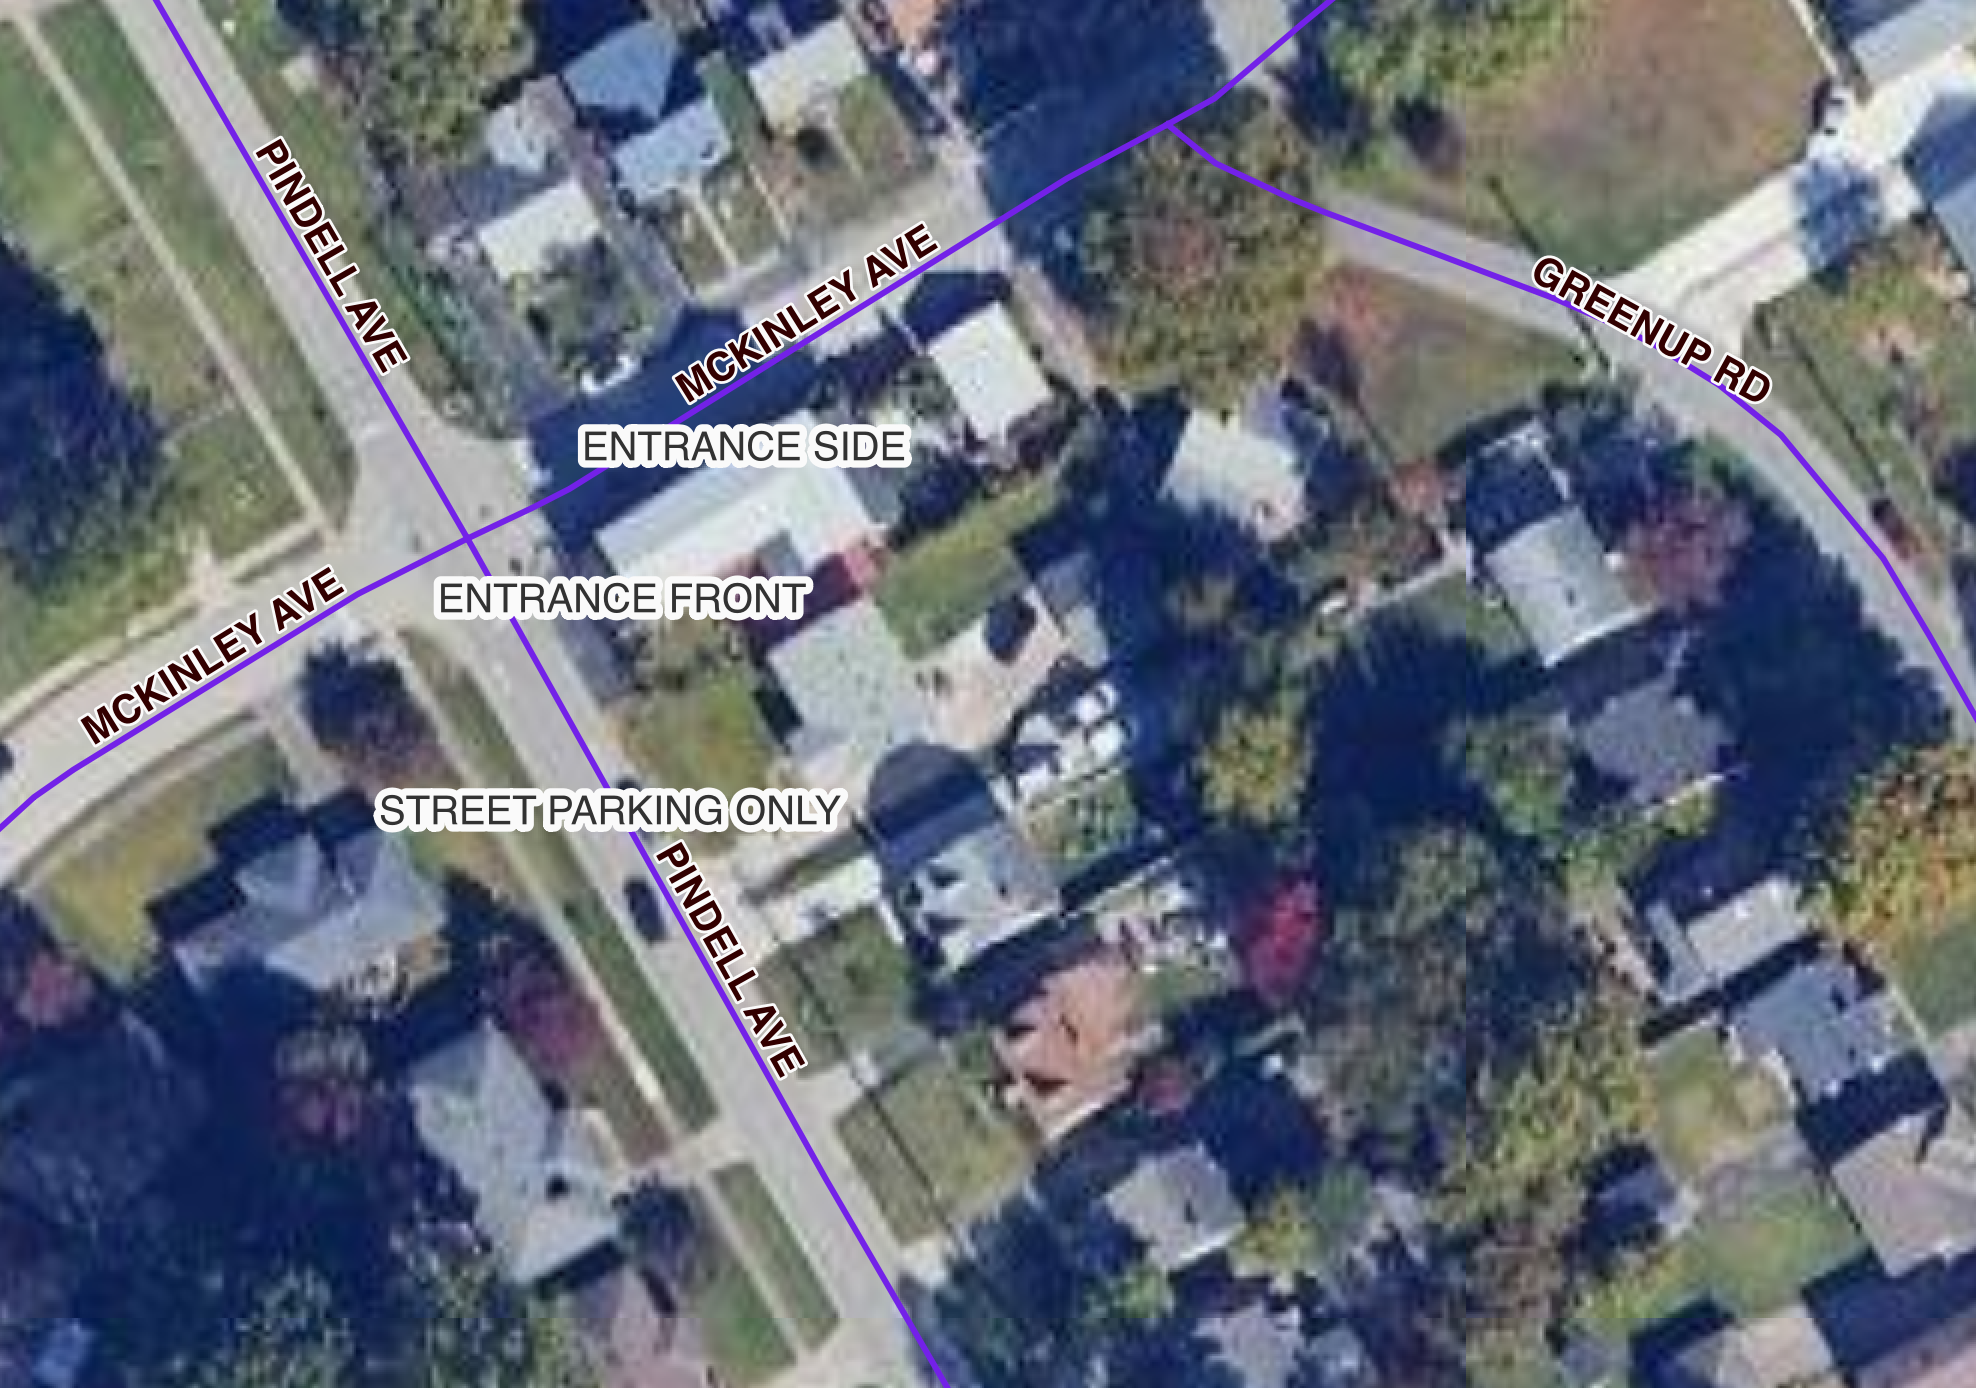 PINDELL AVE
MCKINLEY AVE
GREENUP RD
ENTRANCE SIDE
ENTRANCE FRONT
MCKINLEY AVE
STREET PARKING ONLY
PINDELL AVE